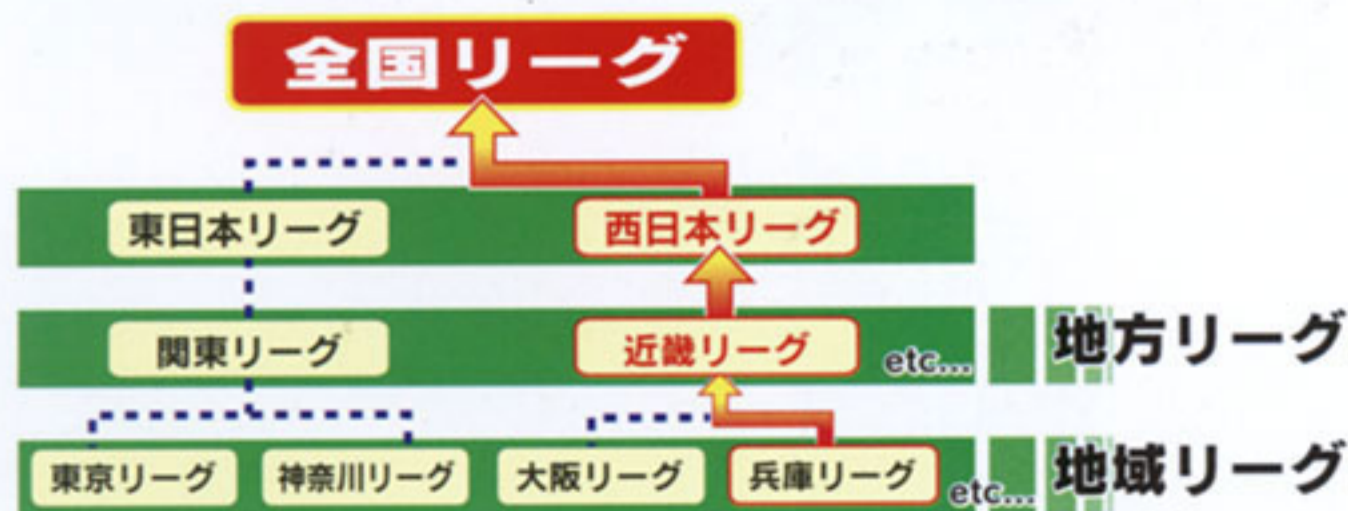 全国リーグ
東日本リーグ
西日本リーグ
関東リーグ
近畿リーグ
etc...
地方リーグ
東京リーグ
神奈川リーグ
大阪リーグ
兵庫リーグ
etc...
地域リーグ